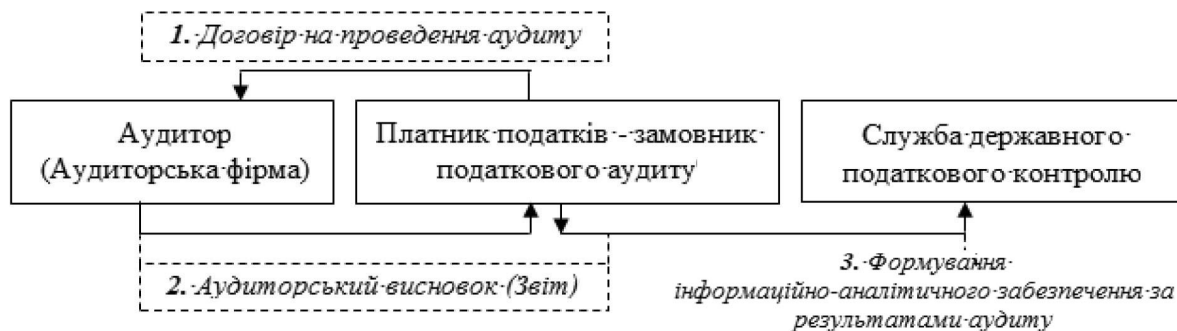 1. Договір на проведення аудиту
Аудитор
(Аудиторська фірма)
Платник податків - замовник
податкового аудиту
Служба державного
податкового контролю
2. Аудиторський висновок (Звіт)
3. Формування
інформаційно-аналітичного забезпечення за
результатами аудиту